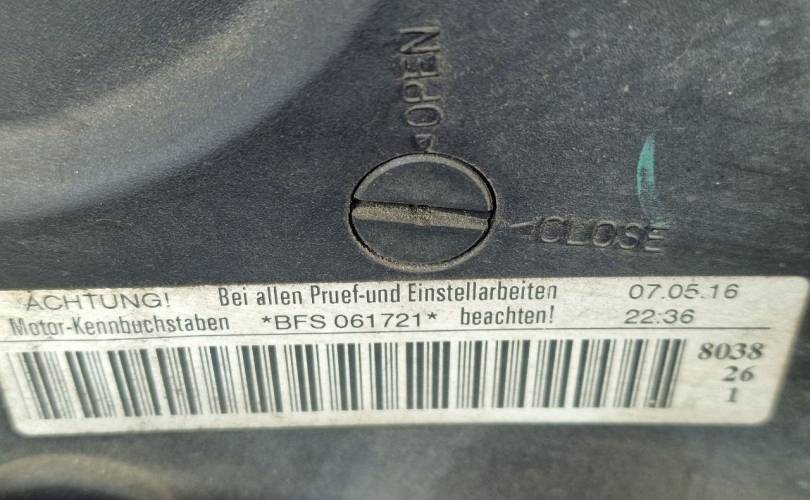 OPEN
CLOSE
ACHTUNG! Bei allen Pruef-und Einstellarbeiten 07.05.16
Motor-Kennbuchstaben *BFS 061721* beachten! 22:36
8038
26
1